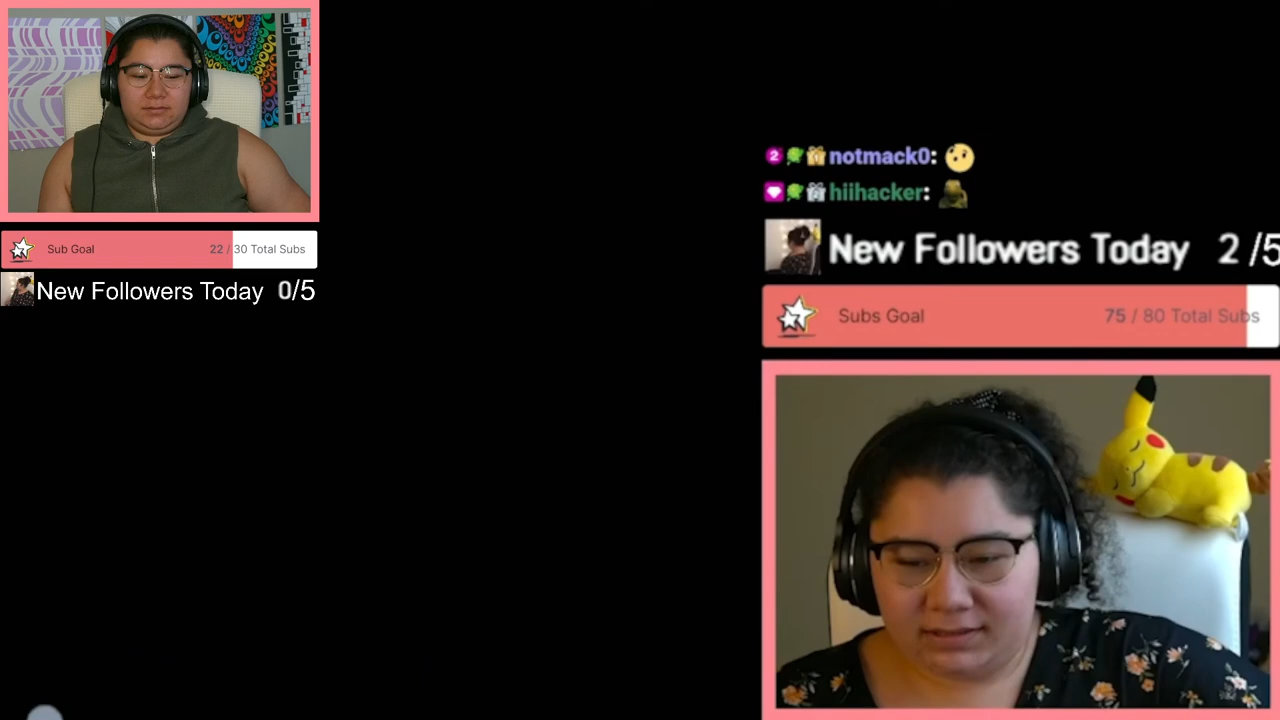 Sub Goal 22 / 30 Total Subs
New Followers Today 0/5
2 notmack0:
hiihacker:
New Followers Today 2 /5
Subs Goal 75 / 80 Total Subs